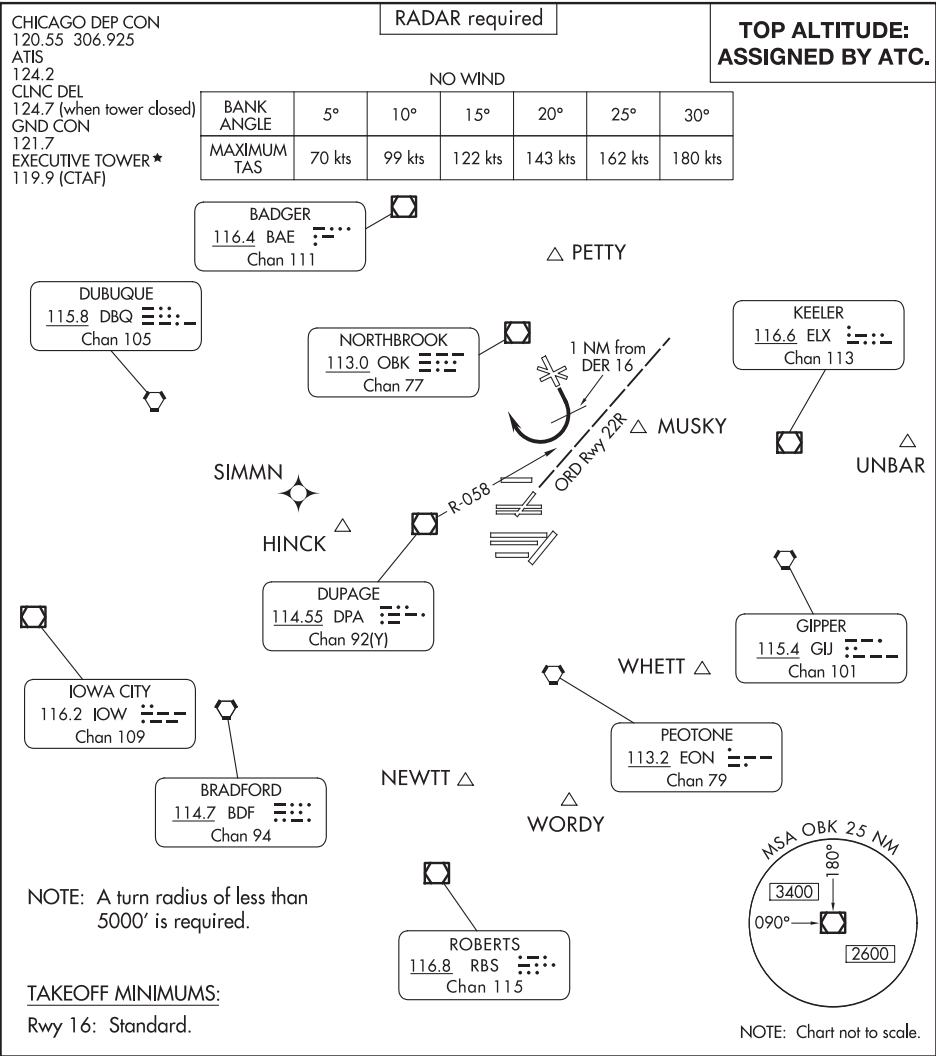 CHICAGO DEP CON
120.55 306.925
ATIS
124.2
CLNC DEL
124.7 (when tower closed)
GND CON
121.7
EXECUTIVE TOWER★
119.9 (CTAF)
RADAR required
TOP ALTITUDE:
ASSIGNED BY ATC.
NO WIND
BANK ANGLE 5° 10° 15° 20° 25° 30°
MAXIMUM TAS 70 kts 99 kts 122 kts 143 kts 162 kts 180 kts
BADGER
116.4 BAE
Chan 111
PETTY
DUBUQUE
115.8 DBQ
Chan 105
NORTHBROOK
113.0 OBK
Chan 77
1 NM from
DER 16
KEELER
116.6 ELX
Chan 113
MUSKY
UNBAR
ORD Rwy 22R
SIMMN
R-058
HINCK
DUPAGE
114.55 DPA
Chan 92(Y)
GIPPER
115.4 GIJ
Chan 101
WHETT
IOWA CITY
116.2 IOW
Chan 109
PEOTONE
113.2 EON
Chan 79
BRADFORD
114.7 BDF
Chan 94
NEWTT
WORDY
MSA OBK 25 NM
180°
3400
090°
2600
NOTE: A turn radius of less than
5000' is required.
ROBERTS
116.8 RBS
Chan 115
TAKEOFF MINIMUMS:
Rwy 16: Standard.
NOTE: Chart not to scale.